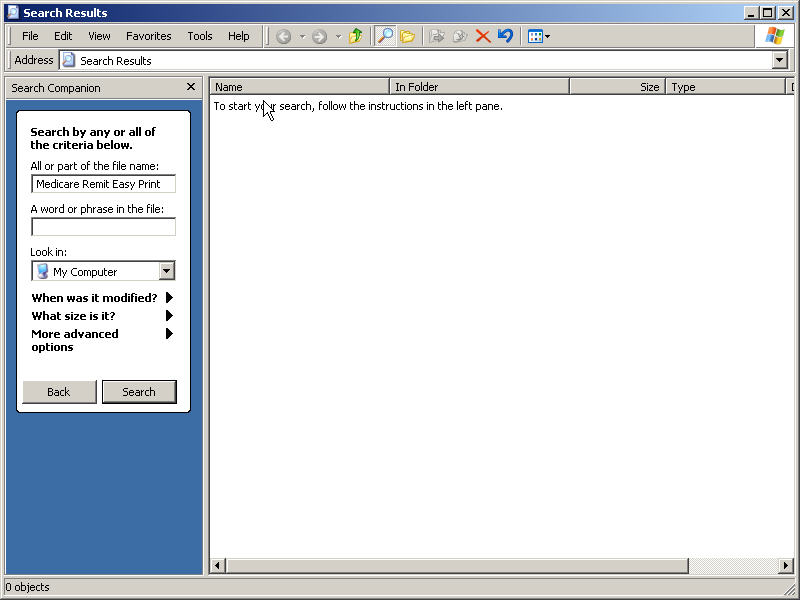 Search Results
File Edit View Favorites Tools Help
Address Search Results
Search Companion
Name In Folder Size Type D
To start your search, follow the instructions in the left pane.
Search by any or all of
the criteria below.
All or part of the file name:
Medicare Remit Easy Print
A word or phrase in the file:
Look in:
My Computer
When was it modified?
What size is it?
More advanced
options
Back Search
0 objects